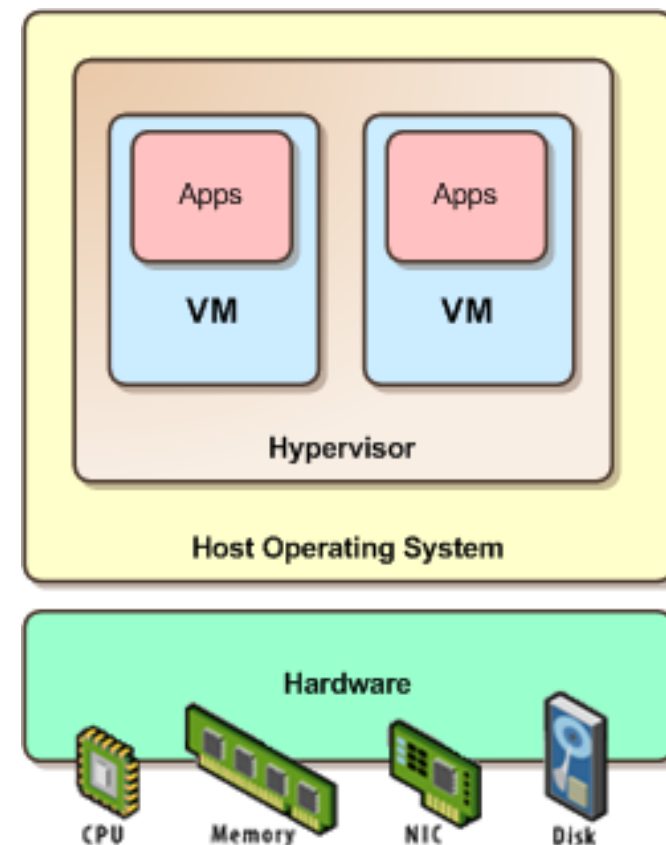 Apps Apps
VM VM
Hypervisor
Host Operating System
Hardware
CPU Memory NIC Disk